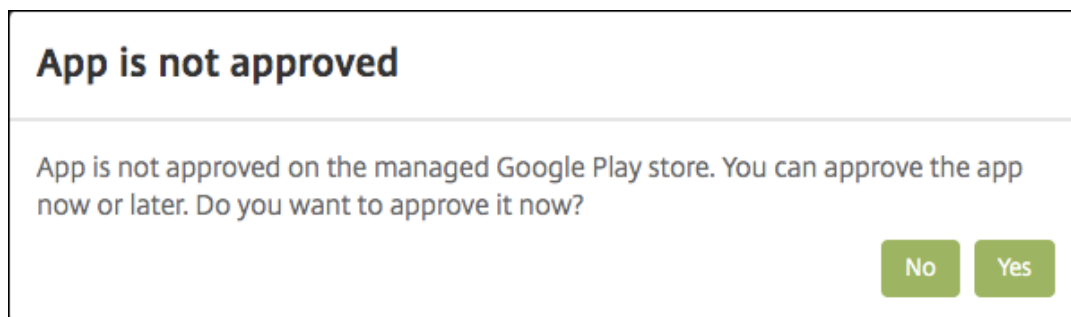 App is not approved
App is not approved on the managed Google Play store. You can approve the app
now or later. Do you want to approve it now?
No Yes